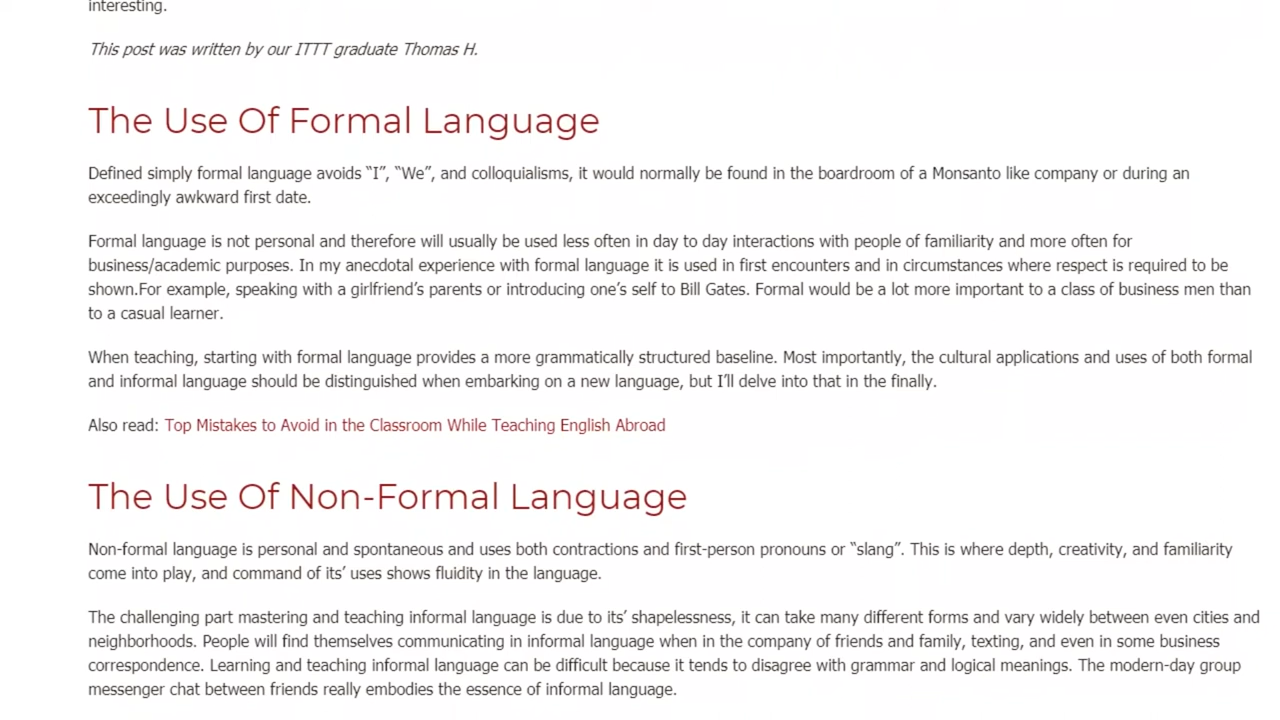 interesting.
This post was written by our ITTT graduate Thomas H.
The Use Of Formal Language
Defined simply formal language avoids “I”, “We”, and colloquialisms, it would normally be found in the boardroom of a Monsanto like company or during an
exceedingly awkward first date.
Formal language is not personal and therefore will usually be used less often in day to day interactions with people of familiarity and more often for
business/academic purposes. In my anecdotal experience with formal language it is used in first encounters and in circumstances where respect is required to be
shown.For example, speaking with a girlfriend’s parents or introducing one’s self to Bill Gates. Formal would be a lot more important to a class of business men than
to a casual learner.
When teaching, starting with formal language provides a more grammatically structured baseline. Most importantly, the cultural applications and uses of both formal
and informal language should be distinguished when embarking on a new language, but I’ll delve into that in the finally.
Also read: Top Mistakes to Avoid in the Classroom While Teaching English Abroad
The Use Of Non-Formal Language
Non-formal language is personal and spontaneous and uses both contractions and first-person pronouns or “slang”. This is where depth, creativity, and familiarity
come into play, and command of its’ uses shows fluidity in the language.
The challenging part mastering and teaching informal language is due to its’ shapelessness, it can take many different forms and vary widely between even cities and
neighborhoods. People will find themselves communicating in informal language when in the company of friends and family, texting, and even in some business
correspondence. Learning and teaching informal language can be difficult because it tends to disagree with grammar and logical meanings. The modern-day group
messenger chat between friends really embodies the essence of informal language.